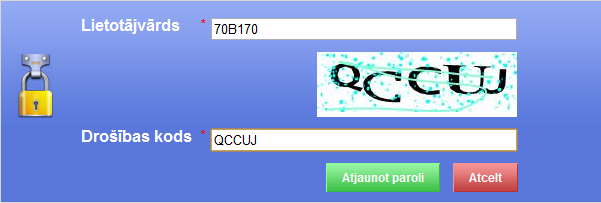 Lietotājvārds * 70B170
QCCUJ
Drošības kods * QCCUJ
Atjaunot paroli Atcelt